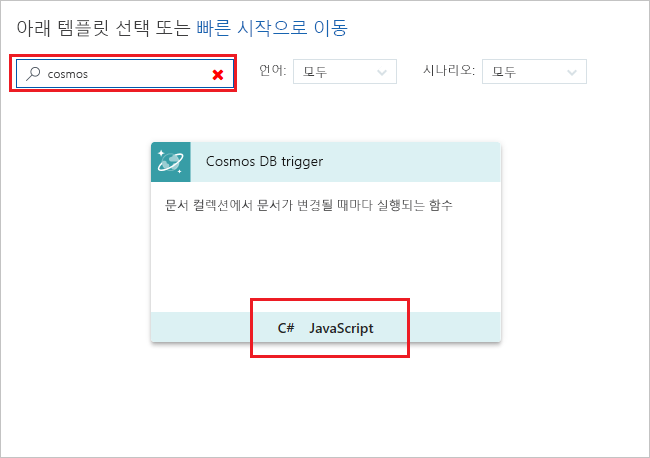 아래 템플릿 선택 또는 빠른 시작으로 이동
cosmos 언어: 모두 시나리오: 모두
Cosmos DB trigger
문서 컬렉션에서 문서가 변경될 때마다 실행되는 함수
C# JavaScript